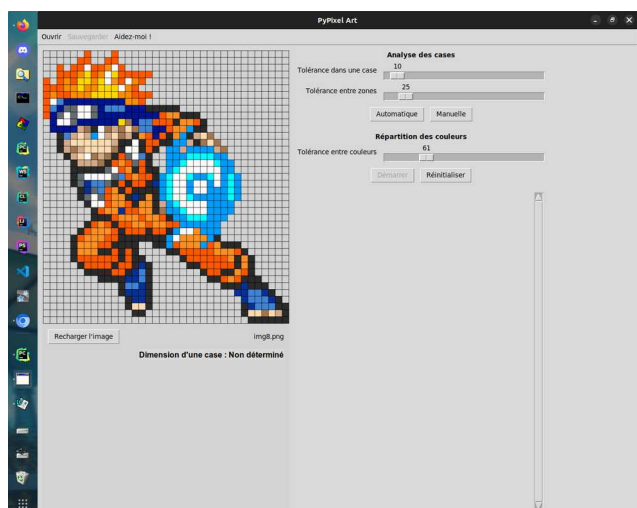 PyPixel Art
Ouvrir Sauvegarder Aidez-moi !
Analyse des cases
10
Tolérance dans une case
25
Tolérance entre zones
Automatique Manuelle
Répartition des couleurs
61
Tolérance entre couleurs
Démarrer Réinitialiser
Recharger l'image img8.png
Dimension d'une case : Non déterminé